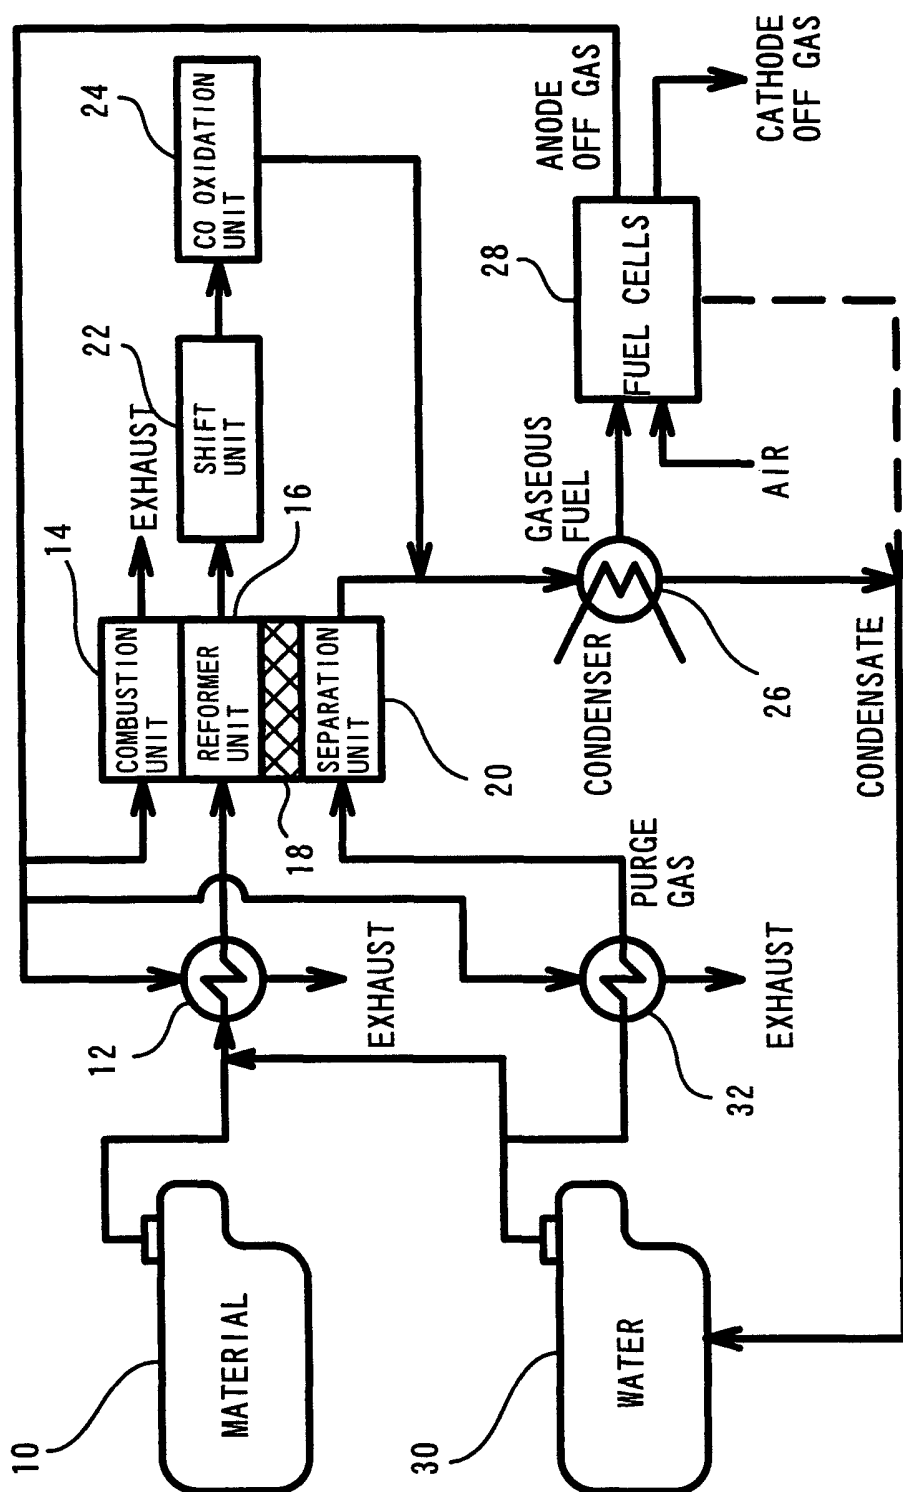 24
CO OXIDATION
UNIT
ANODE
OFF GAS
CATHODE
OFF GAS
22
SHIFT
UNIT
28
FUEL CELLS
14
EXHAUST
16
GASEOUS
FUEL
AIR
COMBUSTION
UNIT
REFORMER
UNIT
SEPARATION
UNIT
18
20
CONDENSER
26
CONDENSATE
12
EXHAUST
PURGE
GAS
32
EXHAUST
10
MATERIAL
30
WATER